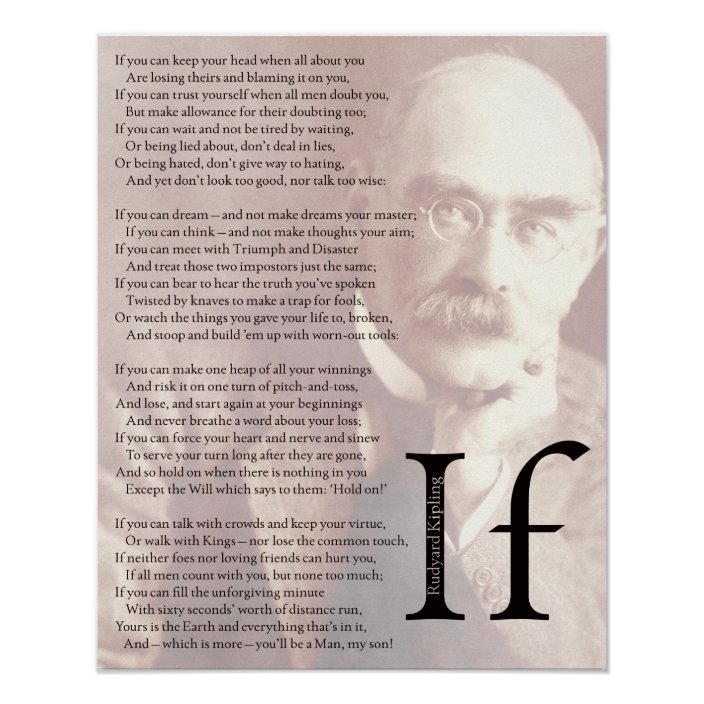 If you can keep your head when all about you
Are losing theirs and blaming it on you,
If you can trust yourself when all men doubt you,
But make allowance for their doubting too;
If you can wait and not be tired by waiting,
Or being lied about, don’t deal in lies,
Or being hated, don’t give way to hating,
And yet don’t look too good, nor talk too wise:

If you can dream—and not make dreams your master;
If you can think—and not make thoughts your aim;
If you can meet with Triumph and Disaster
And treat those two impostors just the same;
If you can bear to hear the truth you’ve spoken
Twisted by knaves to make a trap for fools,
Or watch the things you gave your life to, broken,
And stoop and build ’em up with worn-out tools:

If you can make one heap of all your winnings
And risk it on one turn of pitch-and-toss,
And lose, and start again at your beginnings
And never breathe a word about your loss;
If you can force your heart and nerve and sinew
To serve your turn long after they are gone,
And so hold on when there is nothing in you
Except the Will which says to them: ‘Hold on!’

If you can talk with crowds and keep your virtue,
Or walk with Kings—nor lose the common touch,
If neither foes nor loving friends can hurt you,
If all men count with you, but none too much;
If you can fill the unforgiving minute
With sixty seconds’ worth of distance run,
Yours is the Earth and everything that’s in it,
And—which is more—you’ll be a Man, my son!

If
Rudyard Kipling